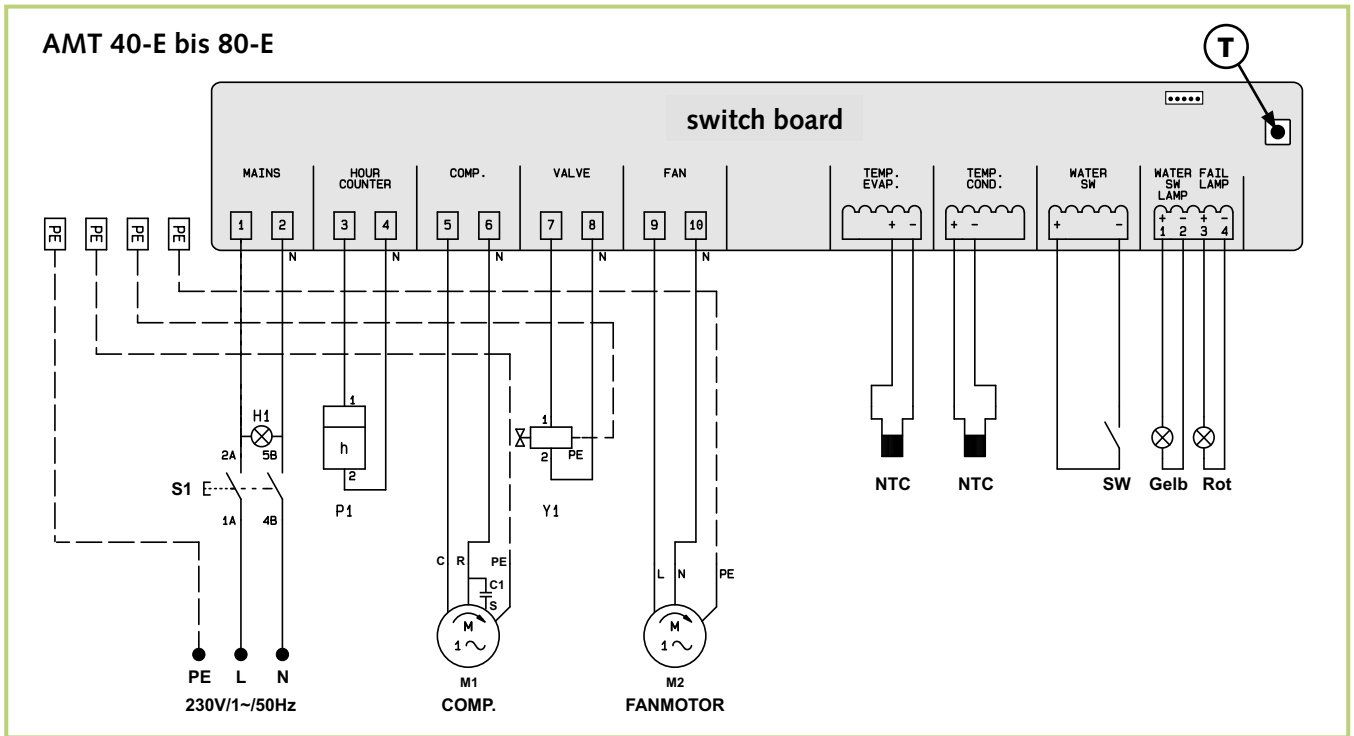 AMT 40-E bis 80-E
T
switch board
MAINS HOUR COUNTER COMP. VALVE FAN TEMP. EVAP. TEMP. COND. WATER SW WATER SW LAMP FAIL LAMP
PE PE PE PE
1 2 3 4 5 6 7 8 9 10 + - + - + - + - + -
1 2 3 4
N N N N N
H1
1
h
2
P1
1
2 PE
Y1
2A 5B
S1
1A 4B
NTC NTC SW Gelb Rot
C R PE
C1
S
M
1
M1
COMP.
L N PE
M
1
M2
FANMOTOR
PE L N
230V/1~/50Hz